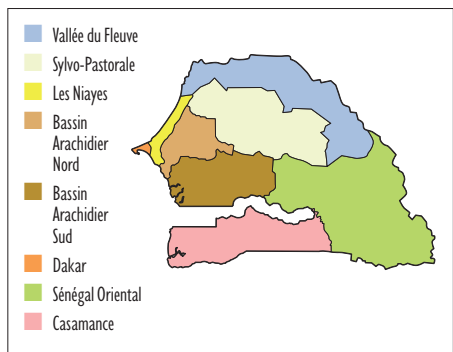 Vallée du Fleuve
Sylvo-Pastorale
Les Niayes
Bassin
Arachidier
Nord
Bassin
Arachidier
Sud
Dakar
Sénégal Oriental
Casamance